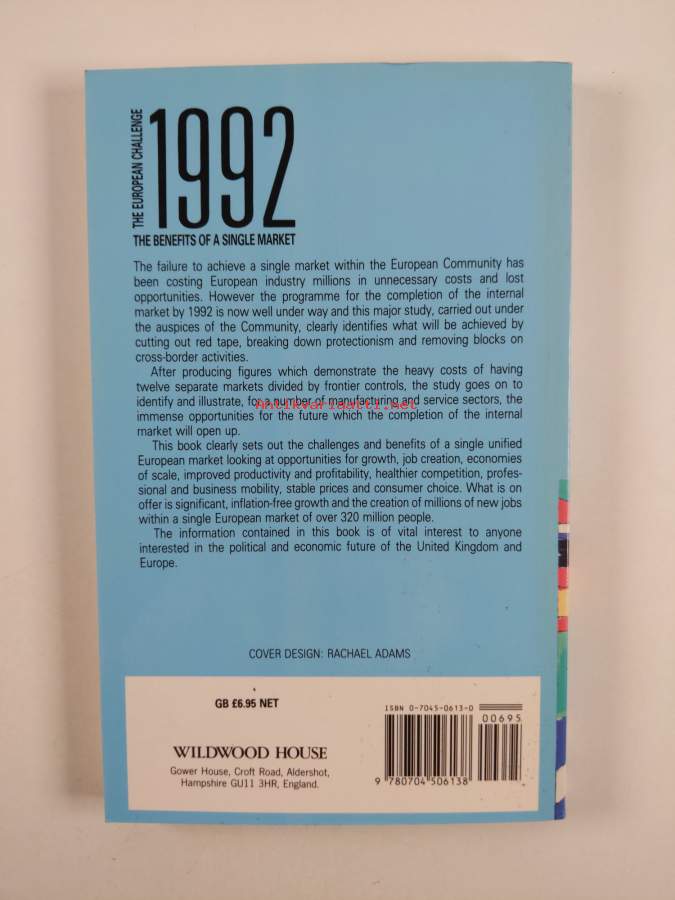 THE EUROPEAN CHALLENGE
1992
THE BENEFITS OF A SINGLE MARKET
The failure to achieve a single market within the European Community has
been costing European industry millions in unnecessary costs and lost
opportunities. However the programme for the completion of the internal
market by 1992 is now well under way and this major study, carried out under
the auspices of the Community, clearly identifies what will be achieved by
cutting out red tape, breaking down protectionism and removing blocks on
cross-border activities.
After producing figures which demonstrate the heavy costs of having
twelve separate markets divided by frontier controls, the study goes on to
identify and illustrate, for a number of manufacturing and service sectors, the
Antikvariaatti.net
immense opportunities for the future which the completion of the internal
market will open up.
This book clearly sets out the challenges and benefits of a single unified
European market looking at opportunities for growth, job creation, economies
of scale, improved productivity and profitability, healthier competition, profes-
sional and business mobility, stable prices and consumer choice. What is on
offer is significant, inflation-free growth and the creation of millions of new jobs
within a single European market of over 320 million people.
The information contained in this book is of vital interest to anyone
interested in the political and economic future of the United Kingdom and
Europe.
COVER DESIGN: RACHAEL ADAMS
GB £6.95 NET
WILDWOOD HOUSE
Gower House, Croft Road, Aldershot,
Hampshire GU11 3HR, England.
ISBN 0-7045-0613-0
00695
9 780704 506138